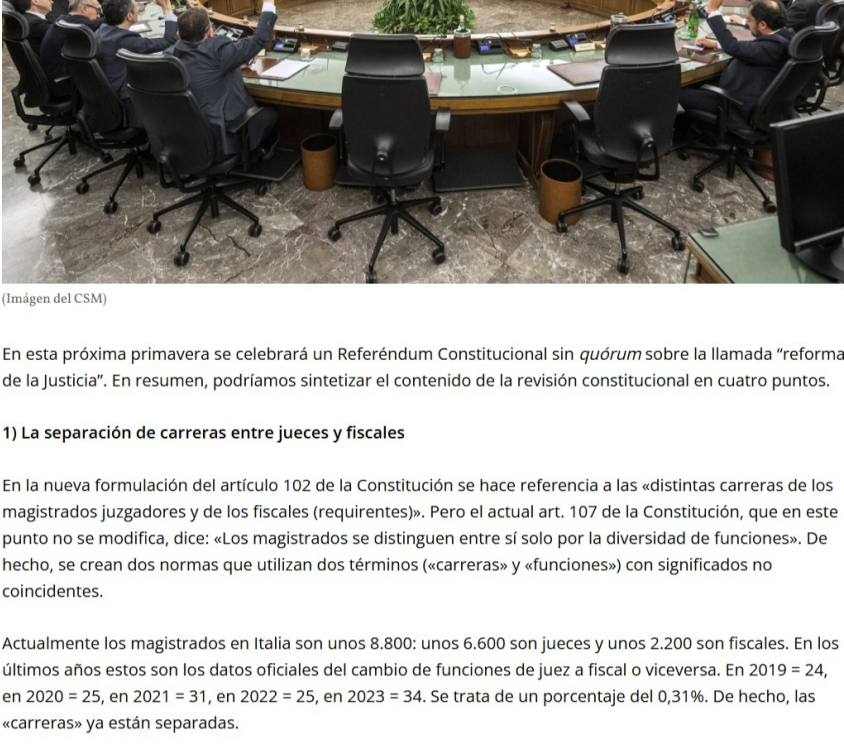 (Imágen del CSM)
En esta próxima primavera se celebrará un Referéndum Constitucional sin quórum sobre la llamada “reforma
de la Justicia”. En resumen, podríamos sintetizar el contenido de la revisión constitucional en cuatro puntos.
1) La separación de carreras entre jueces y fiscales
En la nueva formulación del artículo 102 de la Constitución se hace referencia a las «distintas carreras de los
magistrados juzgadores y de los fiscales (requirentes)». Pero el actual art. 107 de la Constitución, que en este
punto no se modifica, dice: «Los magistrados se distinguen entre sí solo por la diversidad de funciones». De
hecho, se crean dos normas que utilizan dos términos («carreras» y «funciones») con significados no
coincidentes.
Actualmente los magistrados en Italia son unos 8.800: unos 6.600 son jueces y unos 2.200 son fiscales. En los
últimos años estos son los datos oficiales del cambio de funciones de juez a fiscal o viceversa. En 2019 = 24,
en 2020 = 25, en 2021 = 31, en 2022 = 25, en 2023 = 34. Se trata de un porcentaje del 0,31%. De hecho, las
«carreras» ya están separadas.